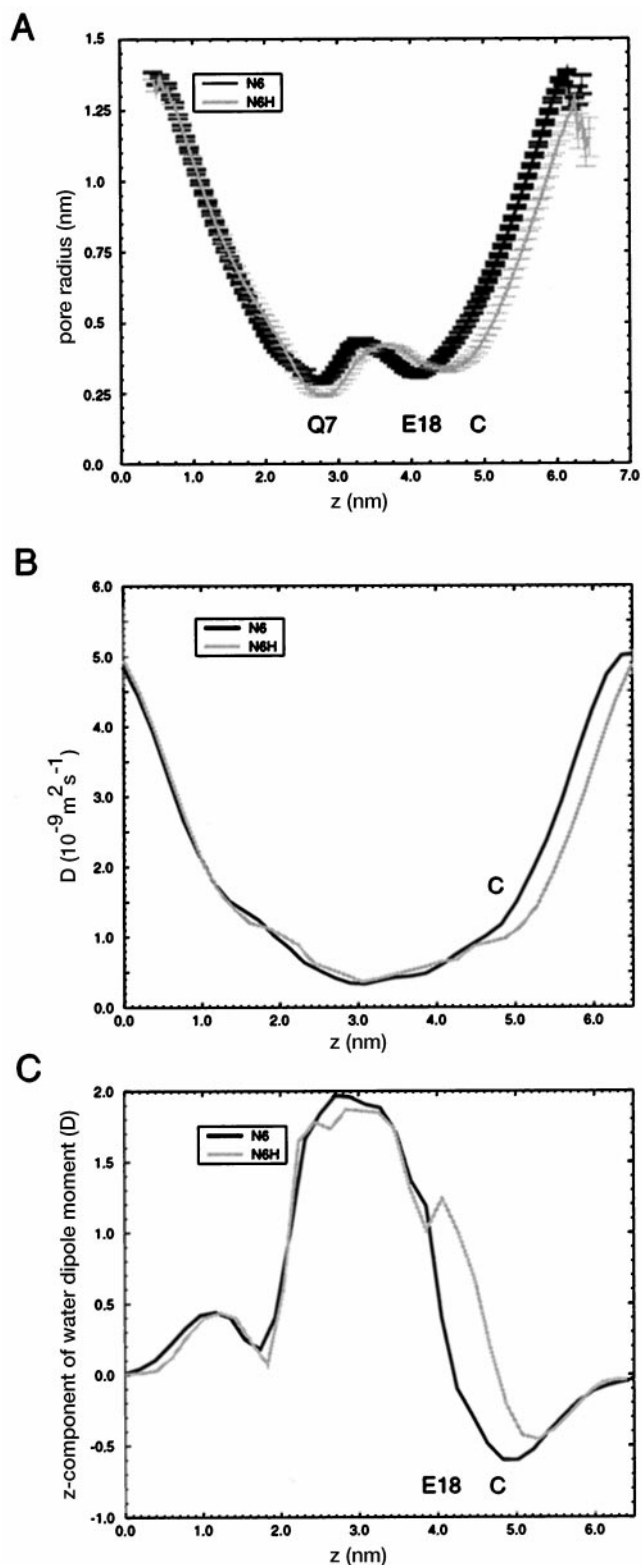 A
pore radius (nm)
1.5
1.25
1.0
0.75
0.5
0.25
0.0
N6
N6H
Q7 E18 C
0.0 1.0 2.0 3.0 4.0 5.0 6.0 7.0
z (nm)
B
D (10-9m2s-1)
6.0
5.0
4.0
3.0
2.0
1.0
0.0
N6
N6H
C
0.0 1.0 2.0 3.0 4.0 5.0 6.0
z (nm)
C
z-component of water dipole moment (D)
2.0
1.5
1.0
0.5
0.0
-0.5
-1.0
N6
N6H
E18 C
0.0 1.0 2.0 3.0 4.0 5.0 6.0
z (nm)